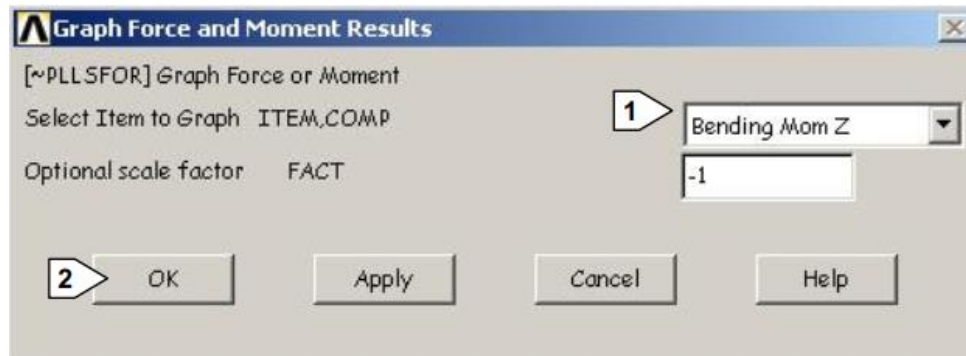 Graph Force and Moment Results
[~PLLSFOR] Graph Force or Moment
Select Item to Graph ITEM,COMP
1
Bending Mom Z
Optional scale factor FACT
-1
2
OK
Apply
Cancel
Help